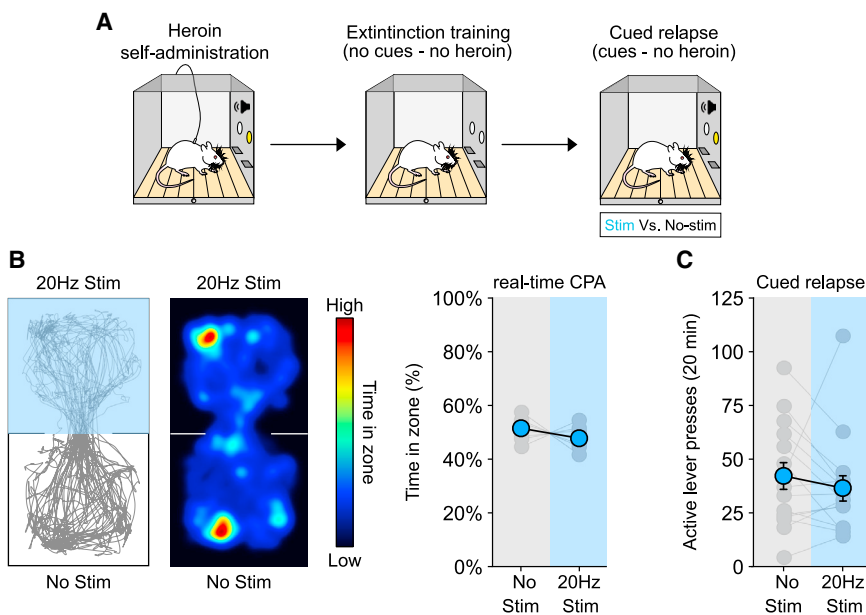 A
Heroin
self-administration
Extintinction training
(no cues - no heroin)
Cued relapse
(cues - no heroin)
Stim Vs. No-stim
B
20Hz Stim
No Stim
20Hz Stim
No Stim
High
Time in zone
Low
real-time CPA
Time in zone (%)
100%
80%
60%
40%
20%
0%
No
Stim
20Hz
Stim
C
Cued relapse
Active lever presses (20 min)
125
100
75
50
25
0
No
Stim
20Hz
Stim